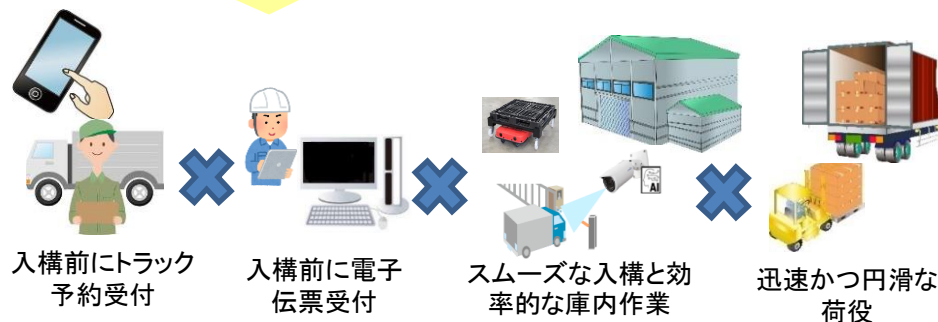 AI
入構前にトラック
予約受付
入構前に電子
伝票受付
スムーズな入構と効
率的な庫内作業
迅速かつ円滑な
荷役